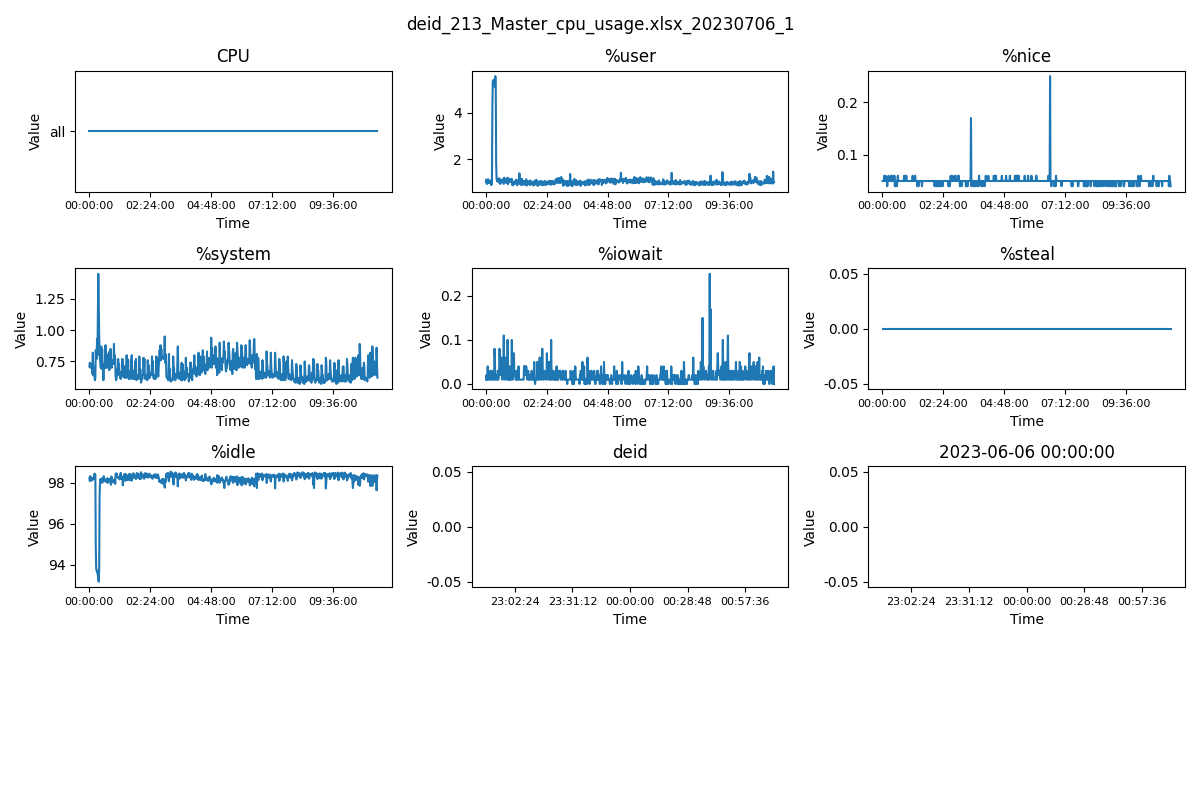 deid_213_Master_cpu_usage.xlsx_20230706_1
CPU
%user
%nice
Value
all
00:00:00 02:24:00 04:48:00 07:12:00 09:36:00
Time
Value
4
2
00:00:00 02:24:00 04:48:00 07:12:00 09:36:00
Time
Value
0.2
0.1
00:00:00 02:24:00 04:48:00 07:12:00 09:36:00
Time
%system
%iowait
%steal
Value
1.25
1.00
0.75
00:00:00 02:24:00 04:48:00 07:12:00 09:36:00
Time
Value
0.2
0.1
0.0
00:00:00 02:24:00 04:48:00 07:12:00 09:36:00
Time
Value
0.05
0.00
-0.05
00:00:00 02:24:00 04:48:00 07:12:00 09:36:00
Time
%idle
deid
2023-06-06 00:00:00
Value
98
96
94
00:00:00 02:24:00 04:48:00 07:12:00 09:36:00
Time
Value
0.05
0.00
-0.05
23:02:24 23:31:12 00:00:00 00:28:48 00:57:36
Time
Value
0.05
0.00
-0.05
23:02:24 23:31:12 00:00:00 00:28:48 00:57:36
Time